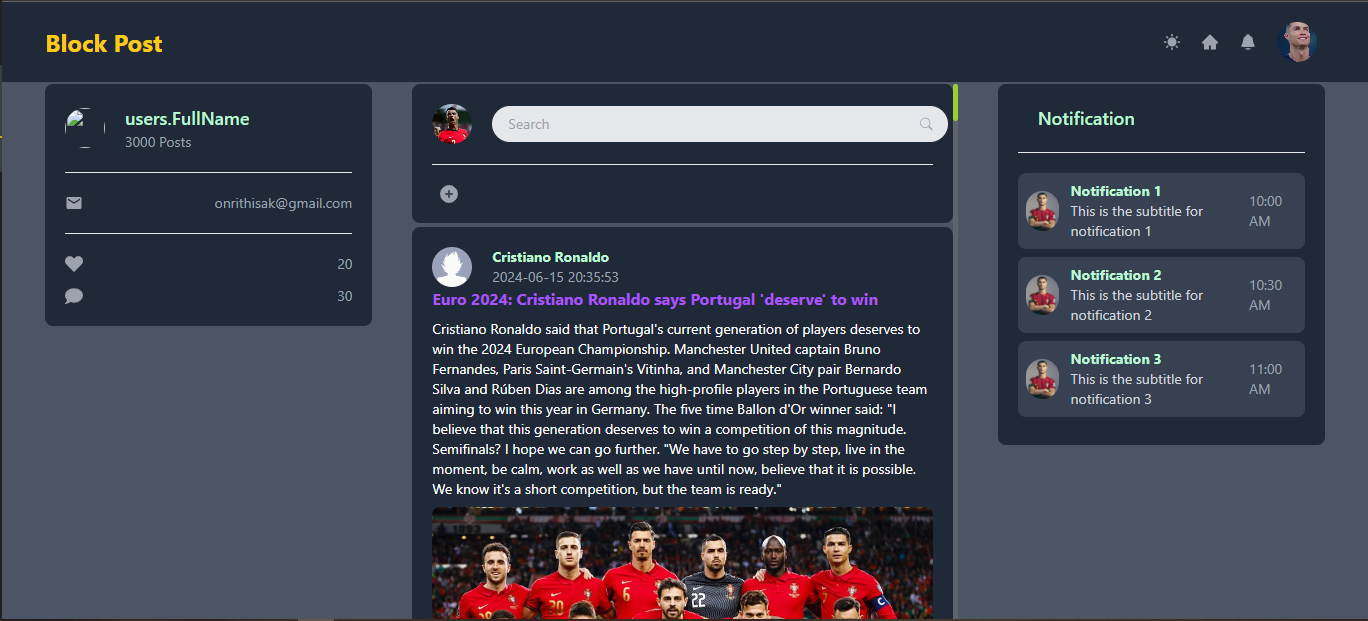 Block Post
users.FullName
3000 Posts
onrithisak@gmail.com
20
30
Search
Cristiano Ronaldo
2024-06-15 20:35:53
Euro 2024: Cristiano Ronaldo says Portugal 'deserve' to win
Cristiano Ronaldo said that Portugal's current generation of players deserves to
win the 2024 European Championship. Manchester United captain Bruno
Fernandes, Paris Saint-Germain's Vitinha, and Manchester City pair Bernardo
Silva and Rúben Dias are among the high-profile players in the Portuguese team
aiming to win this year in Germany. The five time Ballon d'Or winner said: "I
believe that this generation deserves to win a competition of this magnitude.
Semifinals? I hope we can go further. "We have to go step by step, live in the
moment, be calm, work as well as we have until now, believe that it is possible.
We know it's a short competition, but the team is ready."
20
6
22
Notification
Notification 1
This is the subtitle for
notification 1
10:00
AM
Notification 2
This is the subtitle for
notification 2
10:30
AM
Notification 3
This is the subtitle for
notification 3
11:00
AM